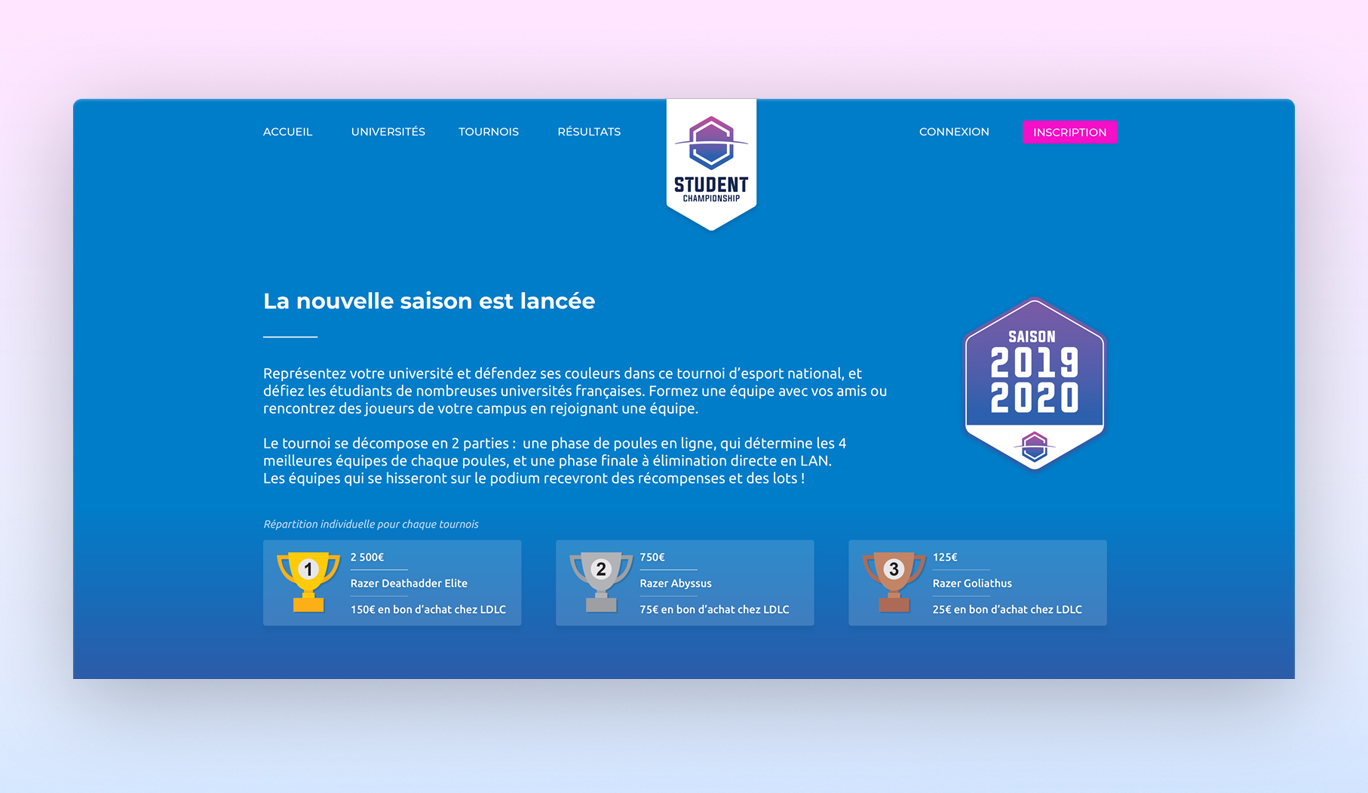 ACCUEIL UNIVERSITÉS TOURNOIS RÉSULTATS
STUDENT
CHAMPIONSHIP
CONNEXION INSCRIPTION
La nouvelle saison est lancée
Représentez votre université et défendez ses couleurs dans ce tournoi d’esport national, et
défiez les étudiants de nombreuses universités françaises. Formez une équipe avec vos amis ou
rencontrez des joueurs de votre campus en rejoignant une équipe.
Le tournoi se décompose en 2 parties : une phase de poules en ligne, qui détermine les 4
meilleures équipes de chaque poules, et une phase finale à élimination directe en LAN.
Les équipes qui se hisseront sur le podium recevront des récompenses et des lots !
SAISON
2019
2020
Répartition individuelle pour chaque tournois
1
2 500€
Razer Deathadder Elite
150€ en bon d’achat chez LDLC
2
750€
Razer Abyssus
75€ en bon d’achat chez LDLC
3
125€
Razer Goliathus
25€ en bon d’achat chez LDLC